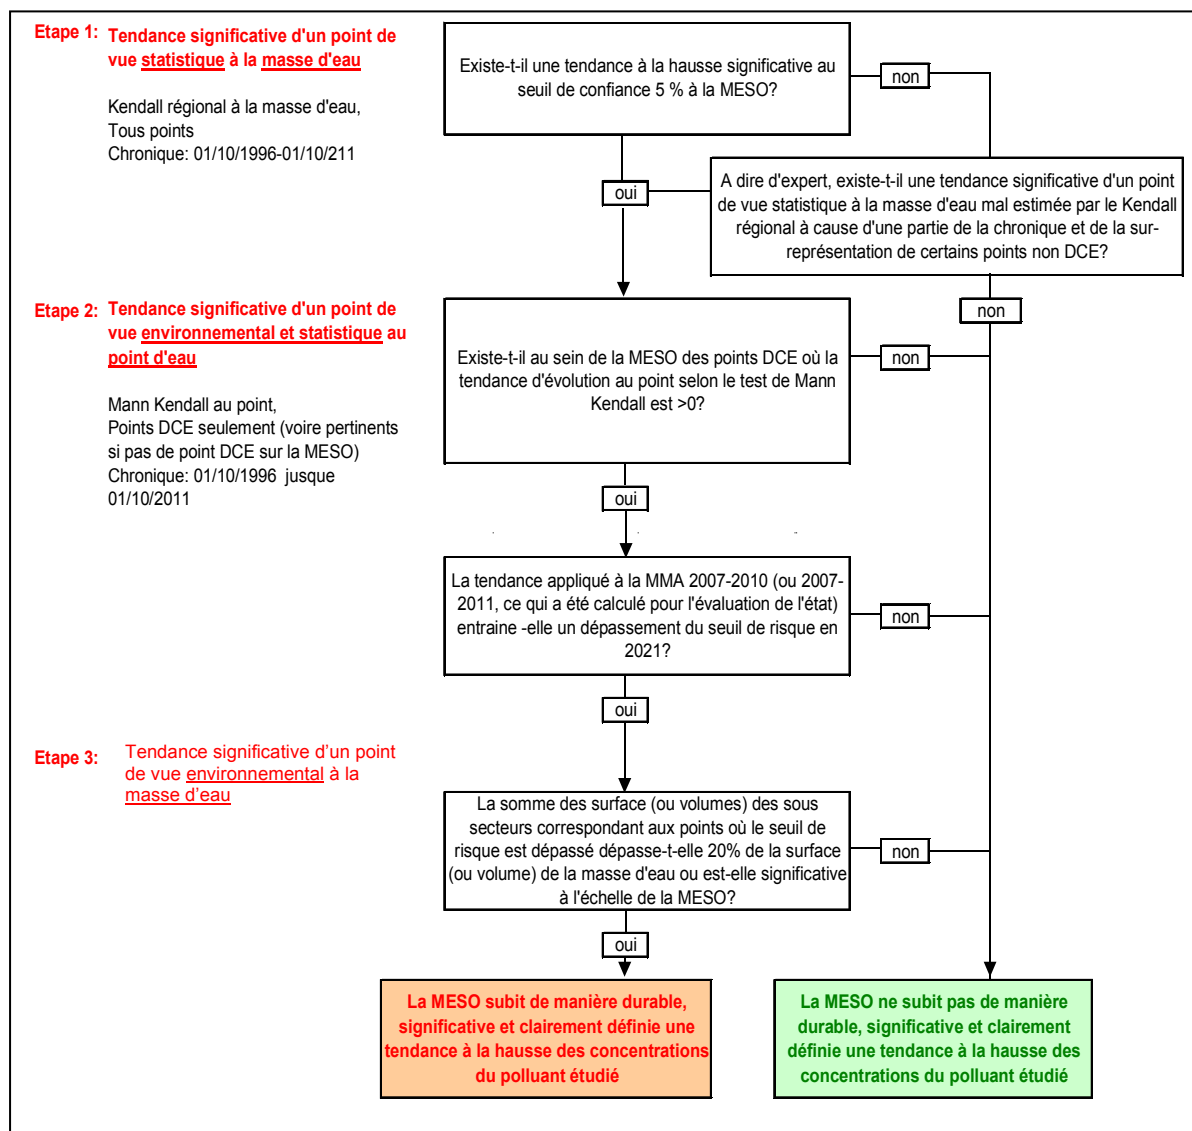 Etape 1: Tendance significative d'un point de
vue statistique à la masse d'eau
Kendall régional à la masse d'eau,
Tous points
Chronique: 01/10/1996-01/10/211
Existe-t-il une tendance à la hausse significative au
seuil de confiance 5 % à la MESO?
non
oui
A dire d'expert, existe-t-il une tendance significative d'un point
de vue statistique à la masse d'eau mal estimée par le Kendall
régional à cause d'une partie de la chronique et de la sur-
représentation de certains points non DCE?
non
Etape 2: Tendance significative d'un point de
vue environnemental et statistique au
point d'eau
Mann Kendall au point,
Points DCE seulement (voire pertinents
si pas de point DCE sur la MESO)
Chronique: 01/10/1996 jusque
01/10/2011
Existe-t-il au sein de la MESO des points DCE où la
tendance d'évolution au point selon le test de Mann
Kendall est >0?
non
oui
La tendance appliqué à la MMA 2007-2010 (ou 2007-
2011, ce qui a été calculé pour l'évaluation de l'état)
entraine -elle un dépassement du seuil de risque en
2021?
non
oui
Etape 3: Tendance significative d'un point
de vue environnemental à la
masse d'eau
La somme des surface (ou volumes) des sous
secteurs correspondant aux points où le seuil de
risque est dépassé dépasse-t-elle 20% de la surface
(ou volume) de la masse d'eau ou est-elle significative
à l'échelle de la MESO?
non
oui
La MESO subit de manière durable,
significative et clairement définie une
tendance à la hausse des concentrations
du polluant étudié
La MESO ne subit pas de manière
durable, significative et clairement
définie une tendance à la hausse des
concentrations du polluant étudié